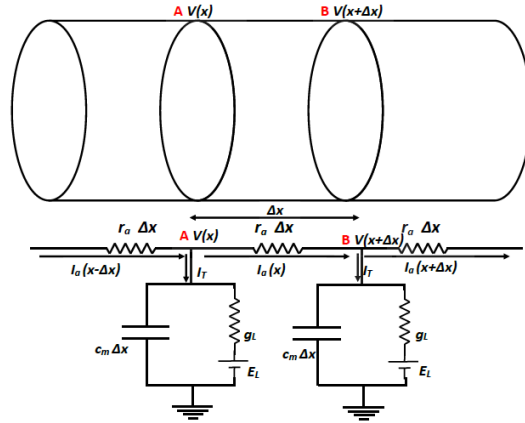 A V(x) B V(x+Δx)
Δx
r_a Δx r_a Δx r_a Δx
A V(x) B V(x+Δx)
I_a(x-Δx) I_T I_a(x) I_T I_a(x+Δx)
c_m Δx g_L c_m Δx g_L
E_L E_L